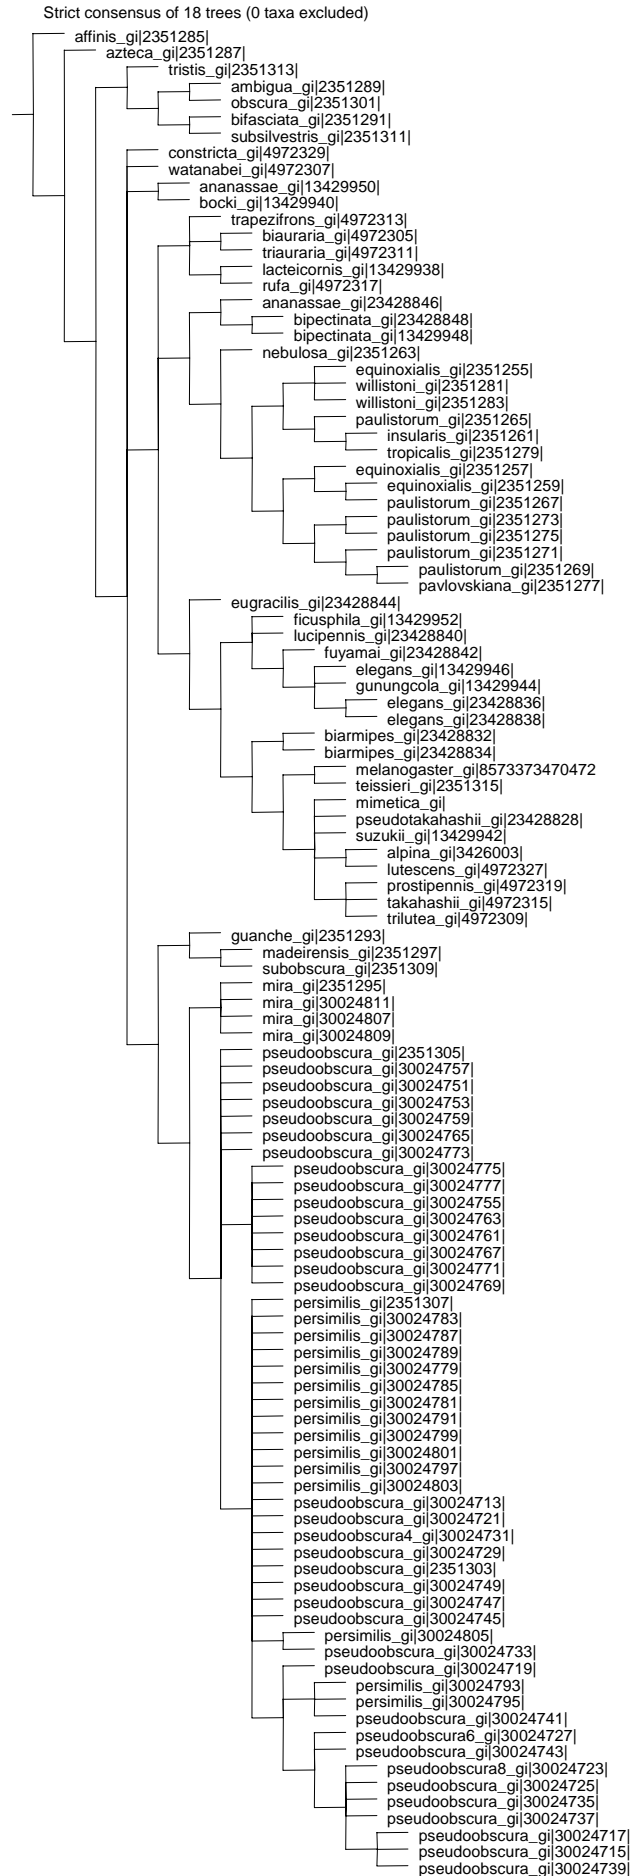 Strict consensus of 18 trees (0 taxa excluded)
affinis_gi|2351285|
azteca_gi|2351287|
tristis_gi|2351313|
ambigua_gi|2351289|
obscura_gi|2351301|
bifasciata_gi|2351291|
subsilvestris_gi|2351311|
constricta_gi|4972329|
watanabei_gi|4972307|
ananassae_gi|13429950|
bocki_gi|13429940|
trapezifrons_gi|4972313|
biauraria_gi|4972305|
triauraria_gi|4972311|
lacteicornis_gi|13429938|
rufa_gi|4972317|
ananassae_gi|23428846|
bipectinata_gi|23428848|
bipectinata_gi|13429948|
nebulosa_gi|2351263|
equinoxialis_gi|2351255|
willistoni_gi|2351281|
willistoni_gi|2351283|
paulistorum_gi|2351265|
insularis_gi|2351261|
tropicalis_gi|2351279|
equinoxialis_gi|2351257|
equinoxialis_gi|2351259|
paulistorum_gi|2351267|
paulistorum_gi|2351273|
paulistorum_gi|2351275|
paulistorum_gi|2351271|
paulistorum_gi|2351269|
pavlovskiana_gi|2351277|
eugracilis_gi|23428844|
ficusphila_gi|13429952|
lucipennis_gi|23428840|
fuyamai_gi|23428842|
elegans_gi|13429946|
gunungcola_gi|13429944|
elegans_gi|23428836|
elegans_gi|23428838|
biarmipes_gi|23428832|
biarmipes_gi|23428834|
melanogaster_gi|8573373470472
teissieri_gi|2351315|
mimetica_gi|
pseudotakahashii_gi|23428828|
suzukii_gi|13429942|
alpina_gi|3426003|
lutescens_gi|4972327|
prostipennis_gi|4972319|
takahashii_gi|4972315|
trilutea_gi|4972309|
guanche_gi|2351293|
madeirensis_gi|2351297|
subobscura_gi|2351309|
mira_gi|2351295|
mira_gi|30024811|
mira_gi|30024807|
mira_gi|30024809|
pseudoobscura_gi|2351305|
pseudoobscura_gi|30024757|
pseudoobscura_gi|30024751|
pseudoobscura_gi|30024753|
pseudoobscura_gi|30024759|
pseudoobscura_gi|30024765|
pseudoobscura_gi|30024773|
pseudoobscura_gi|30024775|
pseudoobscura_gi|30024777|
pseudoobscura_gi|30024755|
pseudoobscura_gi|30024763|
pseudoobscura_gi|30024761|
pseudoobscura_gi|30024767|
pseudoobscura_gi|30024771|
pseudoobscura_gi|30024769|
persimilis_gi|2351307|
persimilis_gi|30024783|
persimilis_gi|30024787|
persimilis_gi|30024789|
persimilis_gi|30024779|
persimilis_gi|30024785|
persimilis_gi|30024781|
persimilis_gi|30024791|
persimilis_gi|30024799|
persimilis_gi|30024801|
persimilis_gi|30024797|
persimilis_gi|30024803|
pseudoobscura_gi|30024713|
pseudoobscura_gi|30024721|
pseudoobscura4_gi|30024731|
pseudoobscura_gi|30024729|
pseudoobscura_gi|2351303|
pseudoobscura_gi|30024749|
pseudoobscura_gi|30024747|
pseudoobscura_gi|30024745|
persimilis_gi|30024805|
pseudoobscura_gi|30024733|
pseudoobscura_gi|30024719|
persimilis_gi|30024793|
persimilis_gi|30024795|
pseudoobscura_gi|30024741|
pseudoobscura6_gi|30024727|
pseudoobscura_gi|30024743|
pseudoobscura8_gi|30024723|
pseudoobscura_gi|30024725|
pseudoobscura_gi|30024735|
pseudoobscura_gi|30024737|
pseudoobscura_gi|30024717|
pseudoobscura_gi|30024715|
pseudoobscura_gi|30024739|